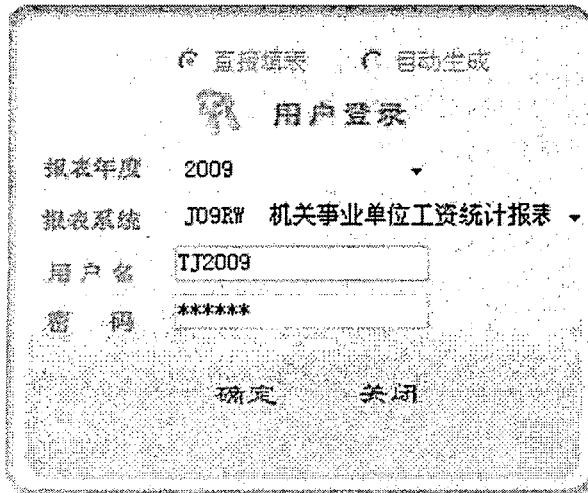 直接填表 自动生成
用户登录
报表年度 2009
报表系统 J09RW 机关事业单位工资统计报表
用户名 TJ2009
密 码 ******
确定 关闭